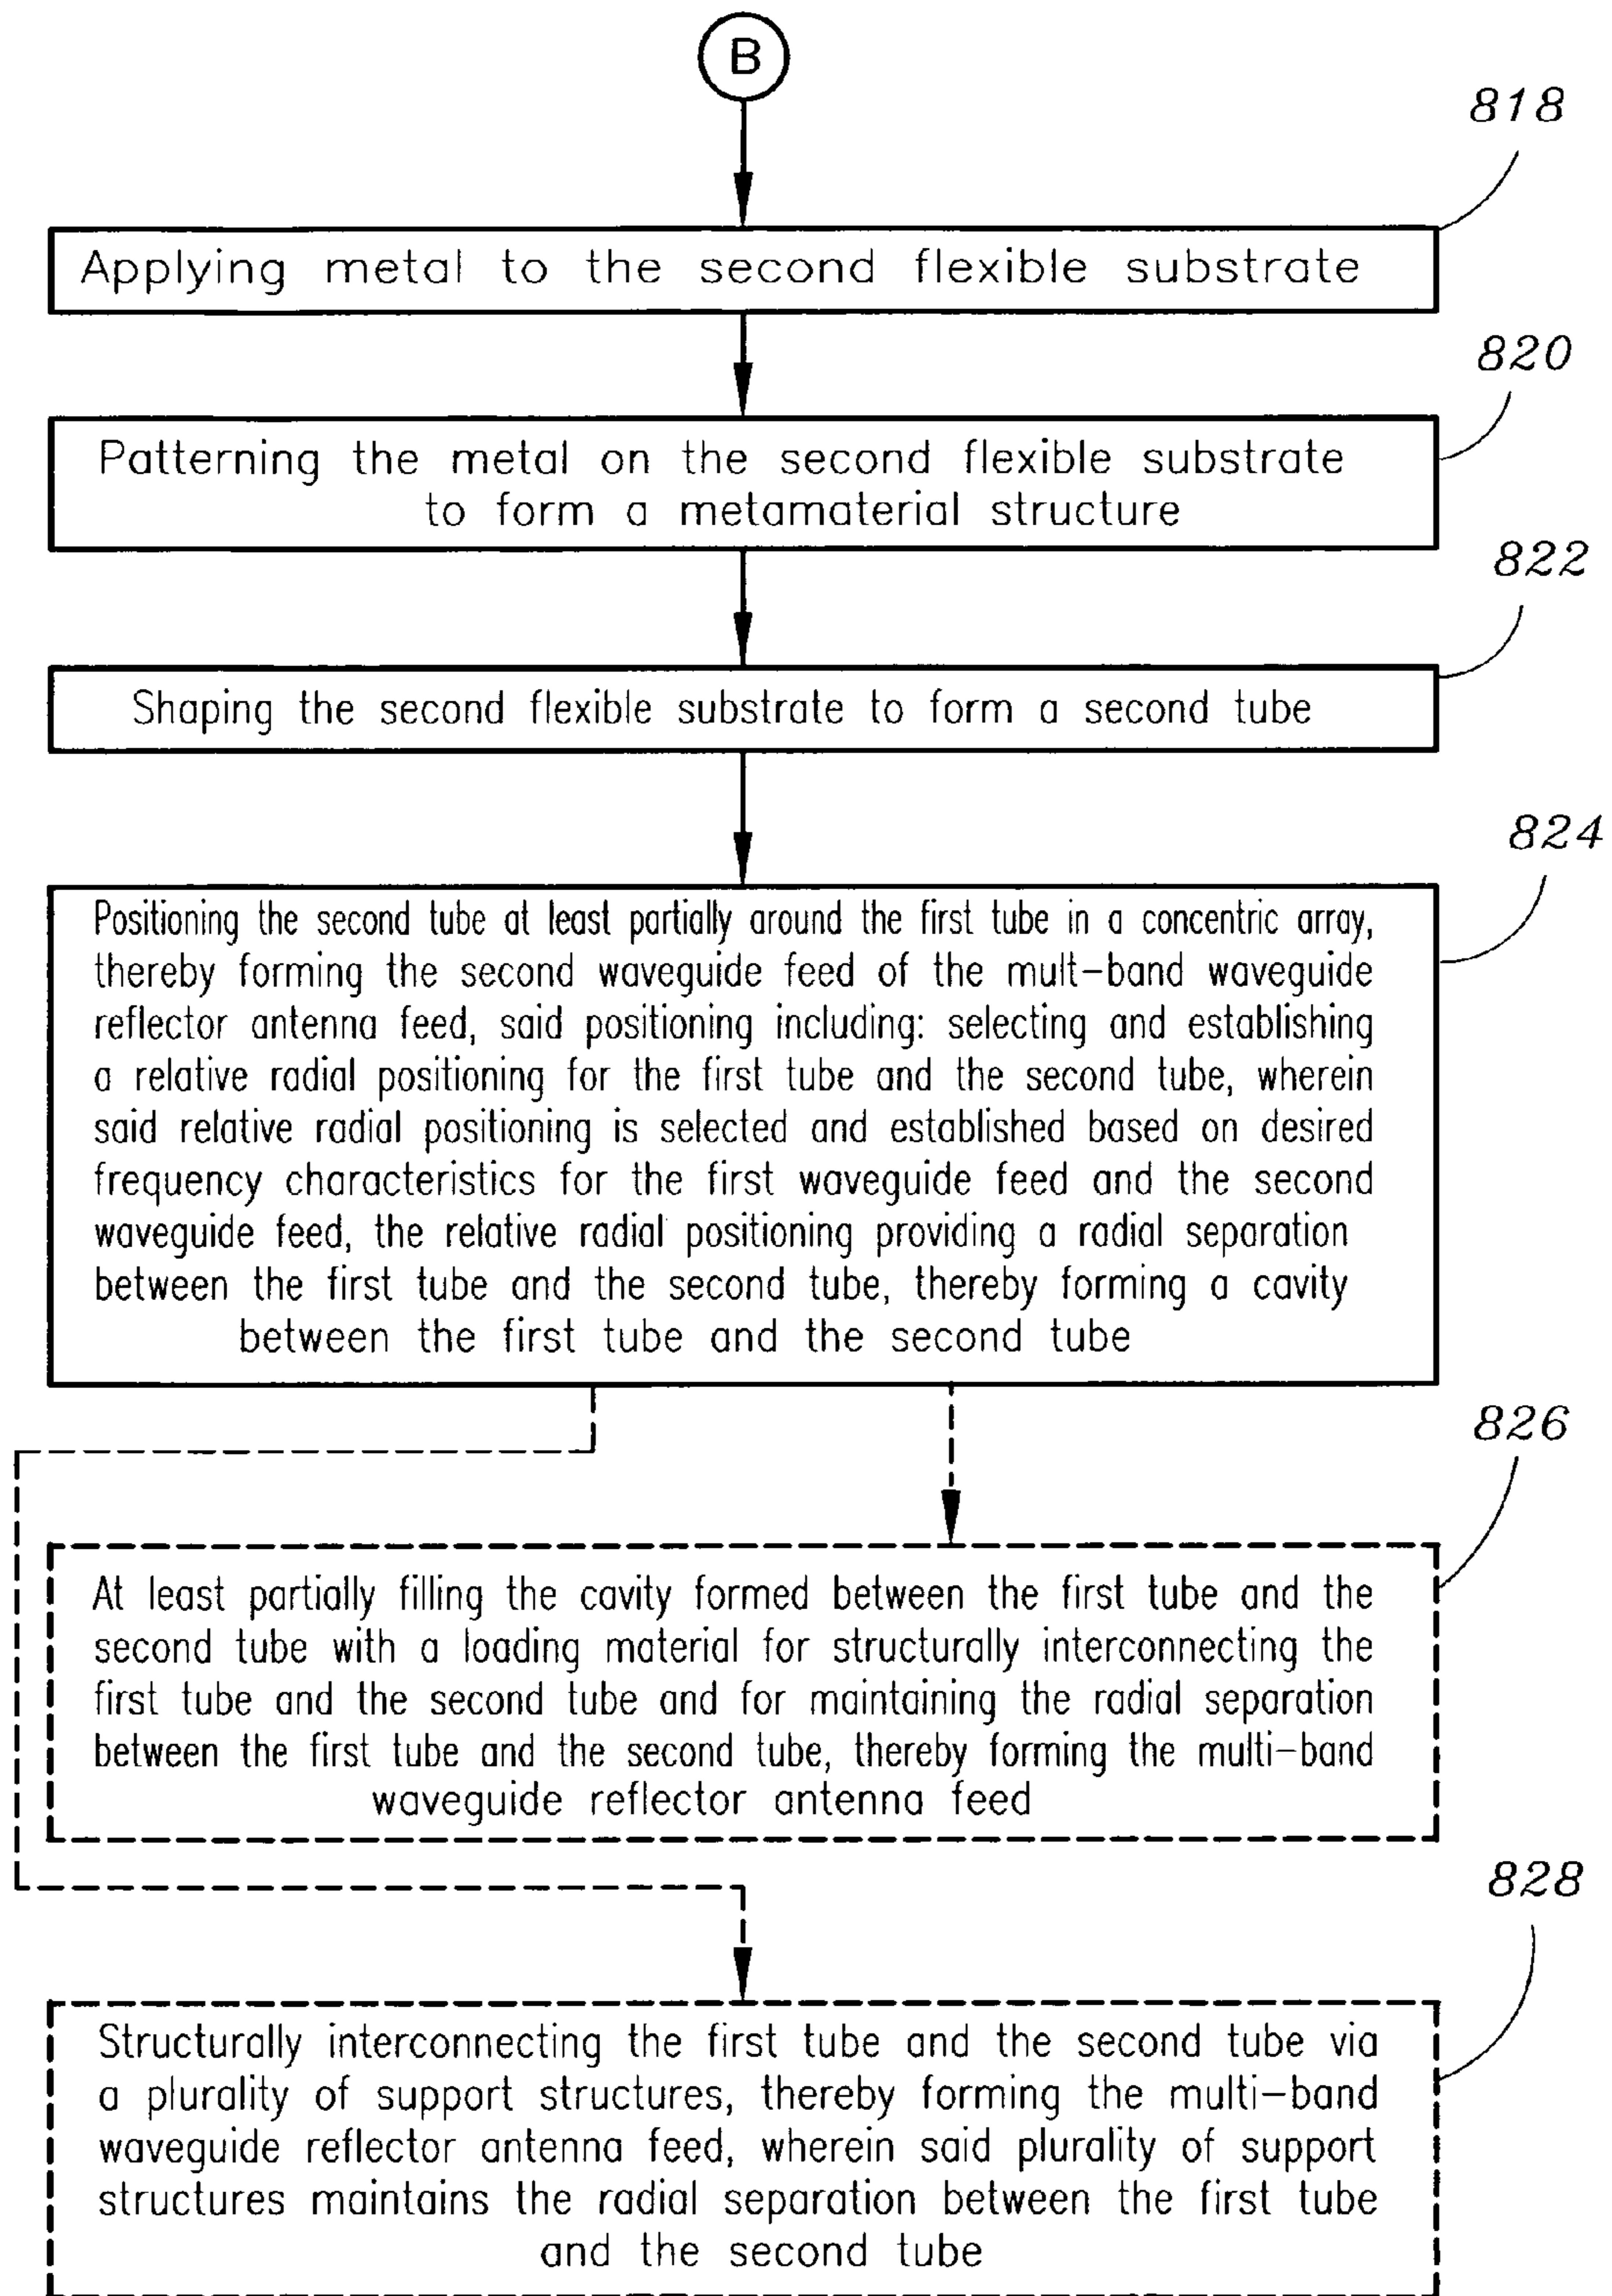 B
818
Applying metal to the second flexible substrate
820
Patterning the metal on the second flexible substrate
to form a metamaterial structure
822
Shaping the second flexible substrate to form a second tube
824
Positioning the second tube at least partially around the first tube in a concentric array,
thereby forming the second waveguide feed of the mult-band waveguide
reflector antenna feed, said positioning including: selecting and establishing
a relative radial positioning for the first tube and the second tube, wherein
said relative radial positioning is selected and established based on desired
frequency characteristics for the first waveguide feed and the second
waveguide feed, the relative radial positioning providing a radial separation
between the first tube and the second tube, thereby forming a cavity
between the first tube and the second tube
826
At least partially filling the cavity formed between the first tube and the
second tube with a loading material for structurally interconnecting the
first tube and the second tube and for maintaining the radial separation
between the first tube and the second tube, thereby forming the multi-band
waveguide reflector antenna feed
828
Structurally interconnecting the first tube and the second tube via
a plurality of support structures, thereby forming the multi-band
waveguide reflector antenna feed, wherein said plurality of support
structures maintains the radial separation between the first tube
and the second tube